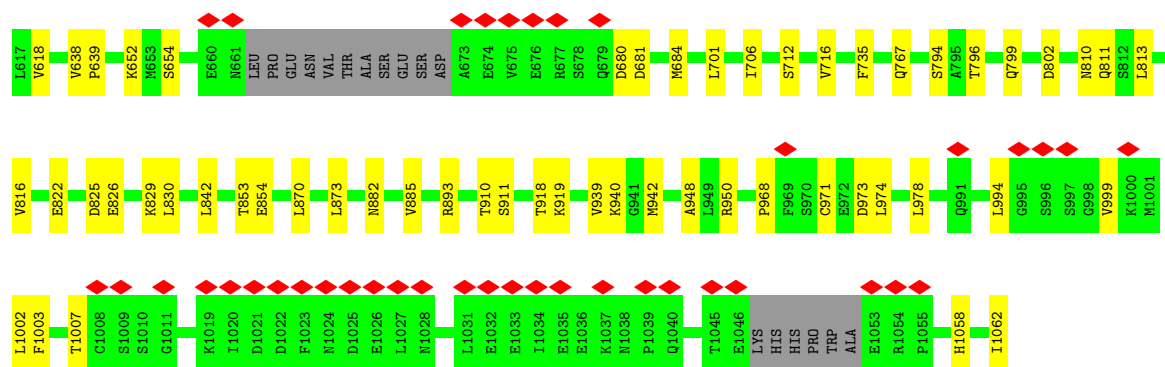 L617 V618 V638 P639 K652 M653 S654 E660 N661 LEU PRO GLU ASN VAL THR ALA SER GLU SER ASP A673 E674 V675 E676 R677 S678 Q679 D680 D681 M684 L701 I706 S712 V716 F735 Q767 S794 A795 T796 Q799 D802 N810 Q811 S812 L813
V816 E822 D825 E826 K829 L830 L842 T853 E854 L870 L873 N882 V885 R893 T910 S911 T918 K919 V939 K940 G941 M942 A948 L949 R950 P968 F969 S970 C971 E972 D973 L974 L978 Q991 L994 G995 S996 S997 G998 V999 K1000 M1001
L1002 F1003 T1007 C1008 S1009 S1010 G1011 K1019 I1020 D1021 D1022 F1023 N1024 D1025 E1026 L1027 N1028 L1031 E1032 E1033 I1034 E1035 E1036 K1037 N1038 P1039 Q1040 T1045 E1046 LYS HIS HIS PRO TRP ALA E1053 R1054 P1055 H1058 I1062